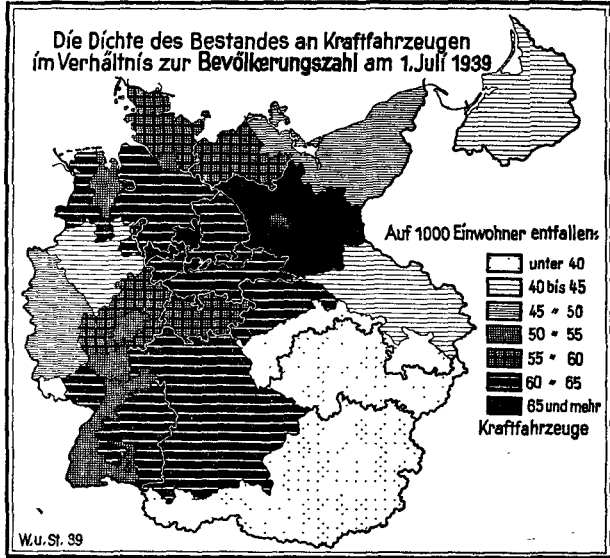 Die Dichte des Bestandes an Kraftfahrzeugen
im Verhältnis zur Bevölkerungszahl am 1. Juli 1939
Auf 1000 Einwohner entfallen:
unter 40
40 bis 45
45 " 50
50 " 55
55 " 60
60 " 65
65 und mehr
Kraftfahrzeuge
W. u. St. 39